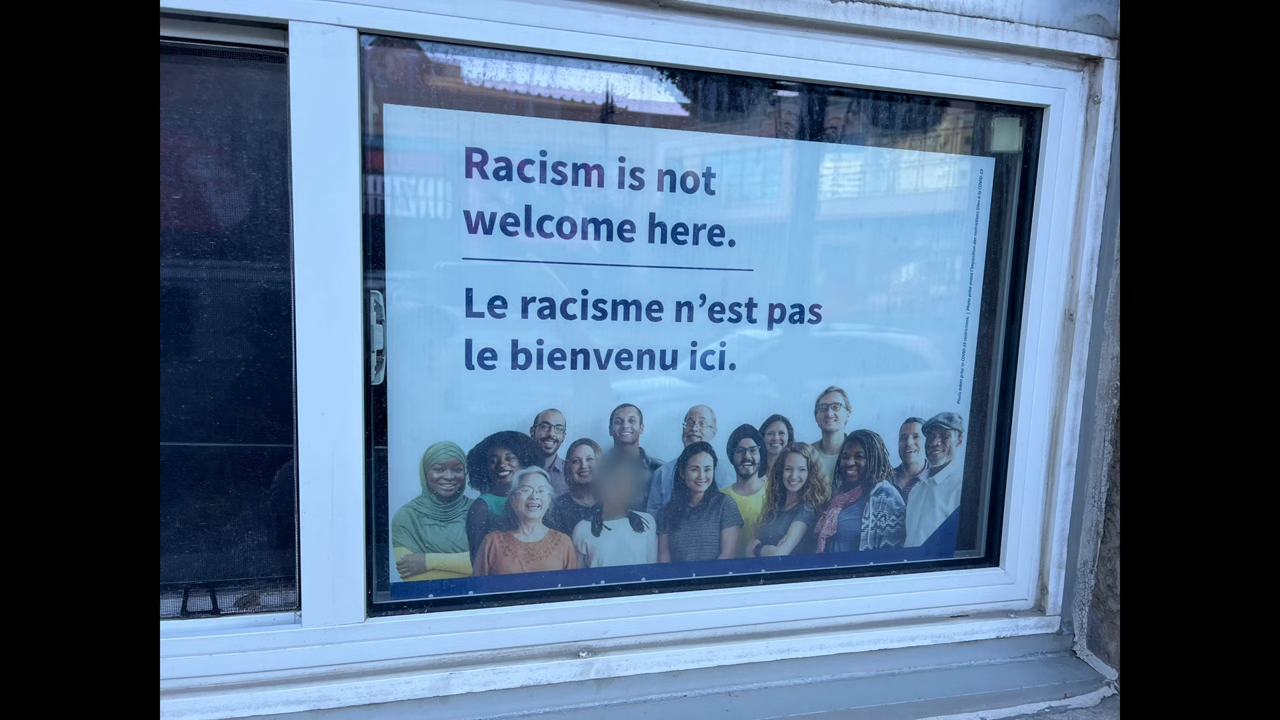 Racism is not
welcome here.
Le racisme n'est pas
le bienvenu ici.